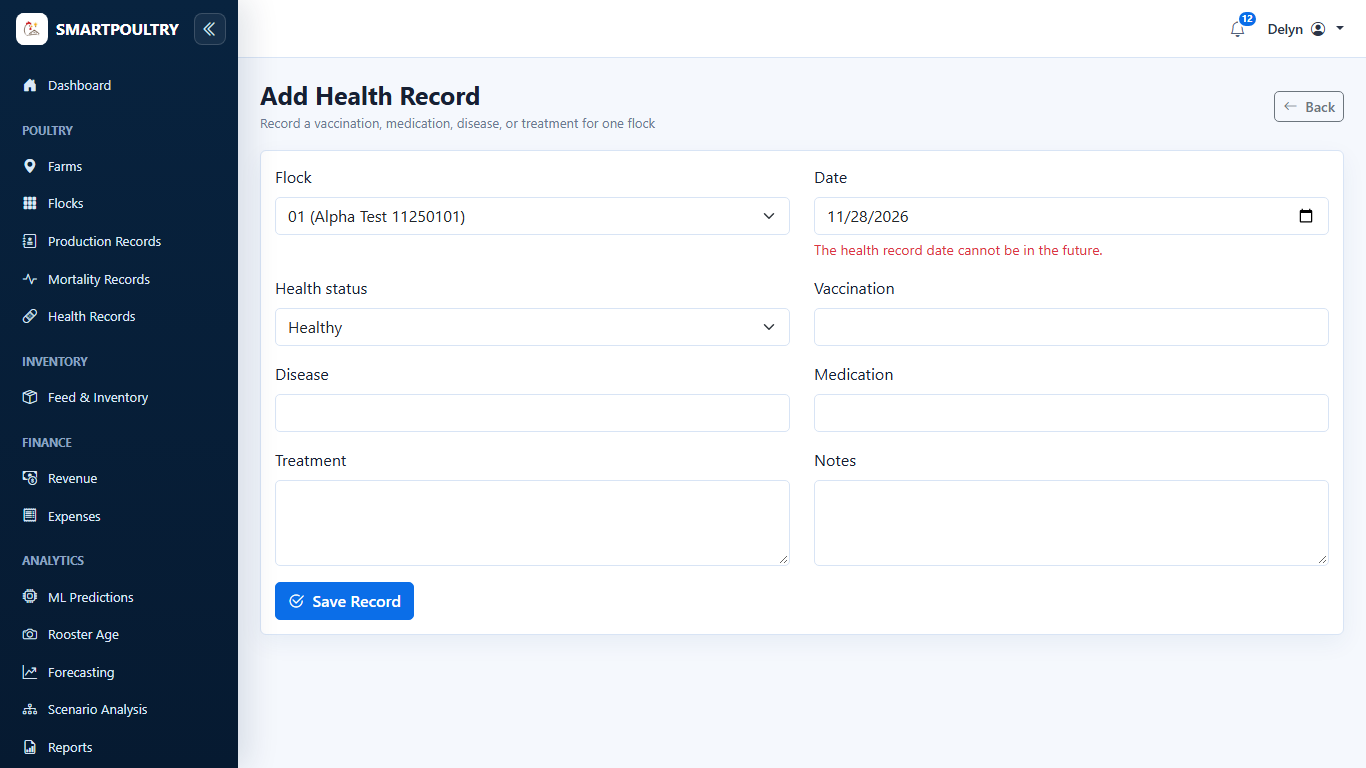 SMARTPOULTRY
12
Delyn
Dashboard
POULTRY
Farms
Flocks
Production Records
Mortality Records
Health Records
INVENTORY
Feed & Inventory
FINANCE
Revenue
Expenses
ANALYTICS
ML Predictions
Rooster Age
Forecasting
Scenario Analysis
Reports
Add Health Record
Record a vaccination, medication, disease, or treatment for one flock
Back
Flock
01 (Alpha Test 11250101)
Date
11/28/2026
The health record date cannot be in the future.
Health status
Healthy
Vaccination
Disease
Medication
Treatment
Notes
Save Record